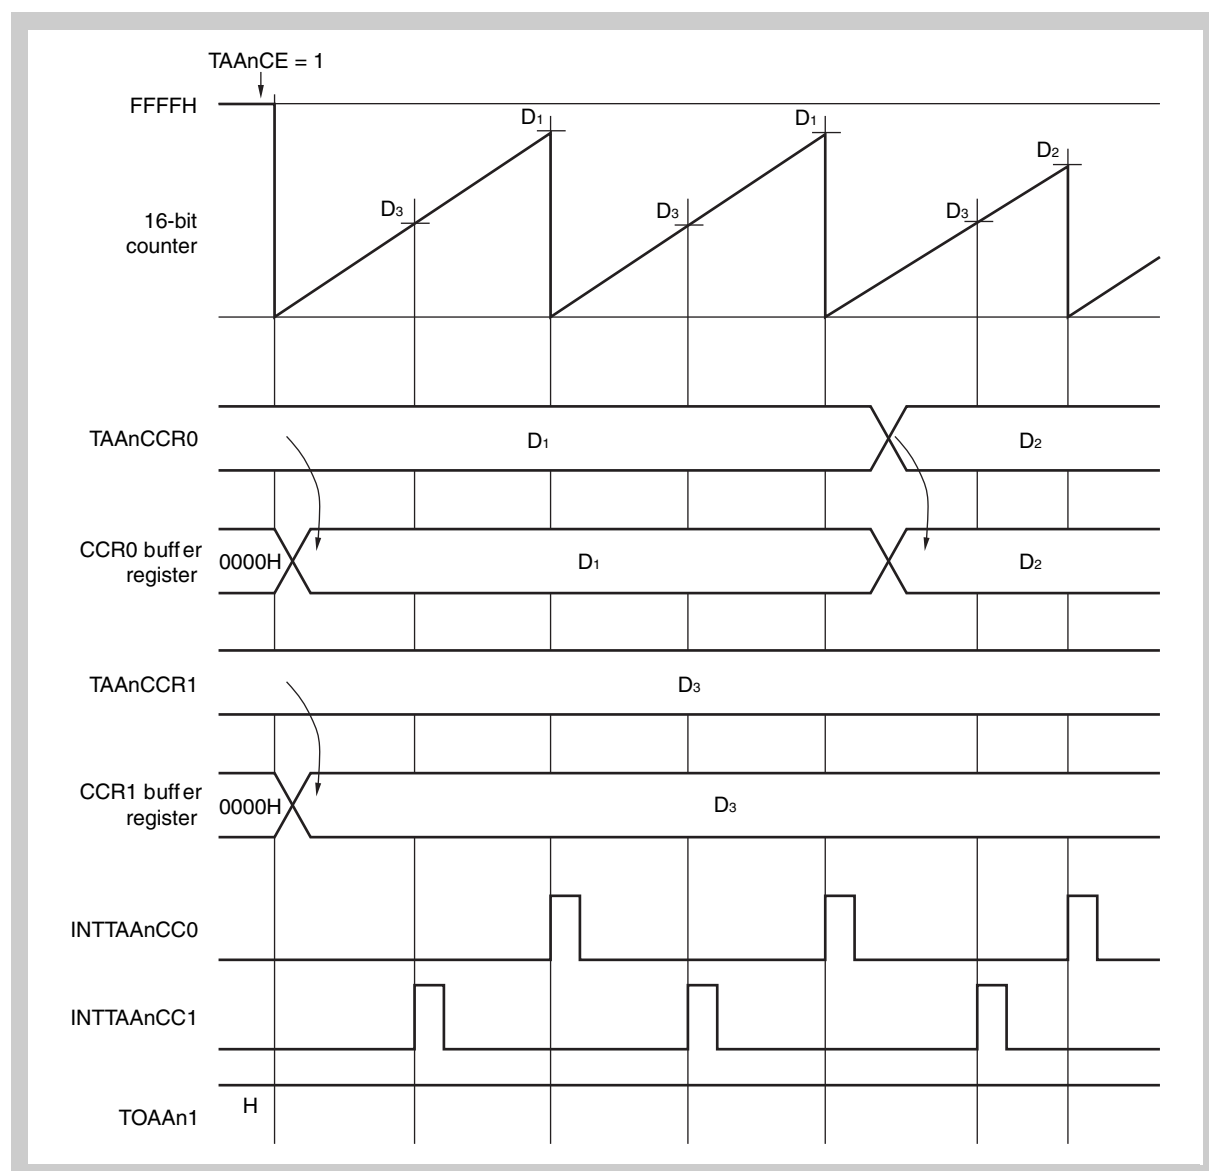 TAAnCE = 1
FFFFH
D1
D1
D2
D3
D3
D3
16-bit
counter
TAAnCCR0
D1
D2
CCR0 buffer
register
0000H
D1
D2
TAAnCCR1
D3
CCR1 buffer
register
0000H
D3
INTTAAnCC0
INTTAAnCC1
H
TOAAn1